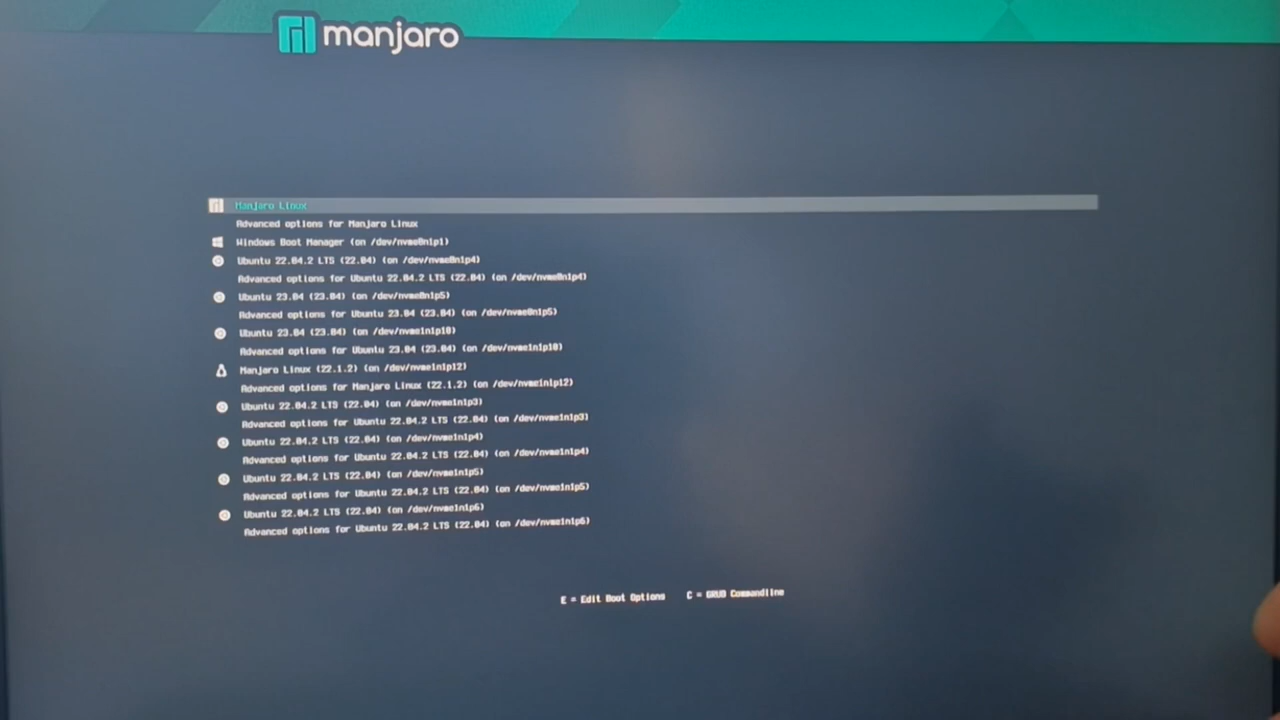 manjaro
Manjaro Linux
Advanced options for Manjaro Linux
Windows Boot Manager (on /dev/nvme0n1p1)
Ubuntu 22.04.2 LTS (22.04) (on /dev/nvme0n1p4)
Advanced options for Ubuntu 22.04.2 LTS (22.04) (on /dev/nvme0n1p4)
Ubuntu 23.04 (23.04) (on /dev/nvme0n1p5)
Advanced options for Ubuntu 23.04 (23.04) (on /dev/nvme0n1p5)
Ubuntu 23.04 (23.04) (on /dev/nvme1n1p10)
Advanced options for Ubuntu 23.04 (23.04) (on /dev/nvme1n1p10)
Manjaro Linux (22.1.2) (on /dev/nvme1n1p12)
Advanced options for Manjaro Linux (22.1.2) (on /dev/nvme1n1p12)
Ubuntu 22.04.2 LTS (22.04) (on /dev/nvme1n1p3)
Advanced options for Ubuntu 22.04.2 LTS (22.04) (on /dev/nvme1n1p3)
Ubuntu 22.04.2 LTS (22.04) (on /dev/nvme1n1p4)
Advanced options for Ubuntu 22.04.2 LTS (22.04) (on /dev/nvme1n1p4)
Ubuntu 22.04.2 LTS (22.04) (on /dev/nvme1n1p5)
Advanced options for Ubuntu 22.04.2 LTS (22.04) (on /dev/nvme1n1p5)
Ubuntu 22.04.2 LTS (22.04) (on /dev/nvme1n1p6)
Advanced options for Ubuntu 22.04.2 LTS (22.04) (on /dev/nvme1n1p6)
E = Edit Boot Options C = GRUB Commandline